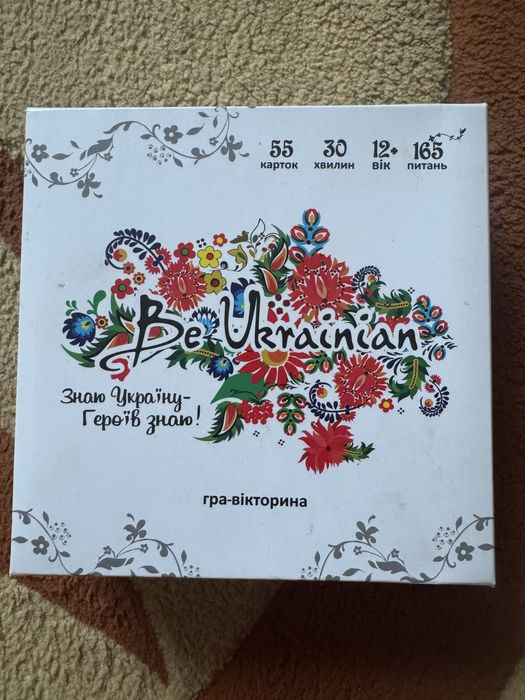 55 30 12+ 165
карток хвилин вік питань
Be Ukrainian
Знаю Україну-
Героїв знаю!
гра-вікторина